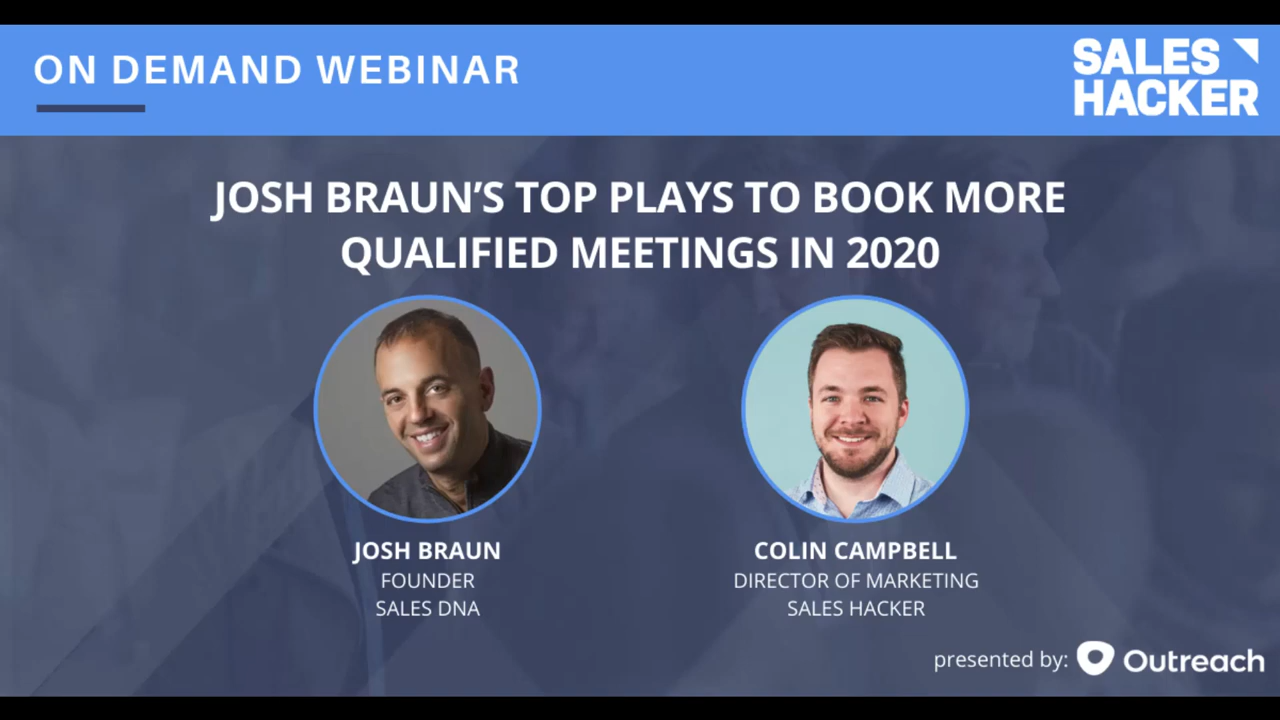 ON DEMAND WEBINAR
SALES
HACKER
JOSH BRAUN’S TOP PLAYS TO BOOK MORE
QUALIFIED MEETINGS IN 2020
JOSH BRAUN
FOUNDER
SALES DNA
COLIN CAMPBELL
DIRECTOR OF MARKETING
SALES HACKER
presented by: Outreach